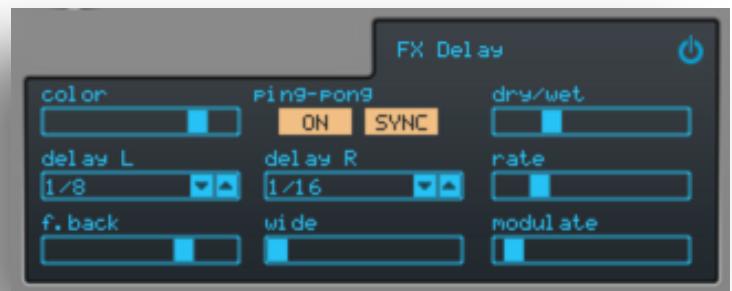 FX Delay
color ping-pong dry/wet
ON SYNC
delay L delay R rate
1/8 1/16
f.back wide modulate